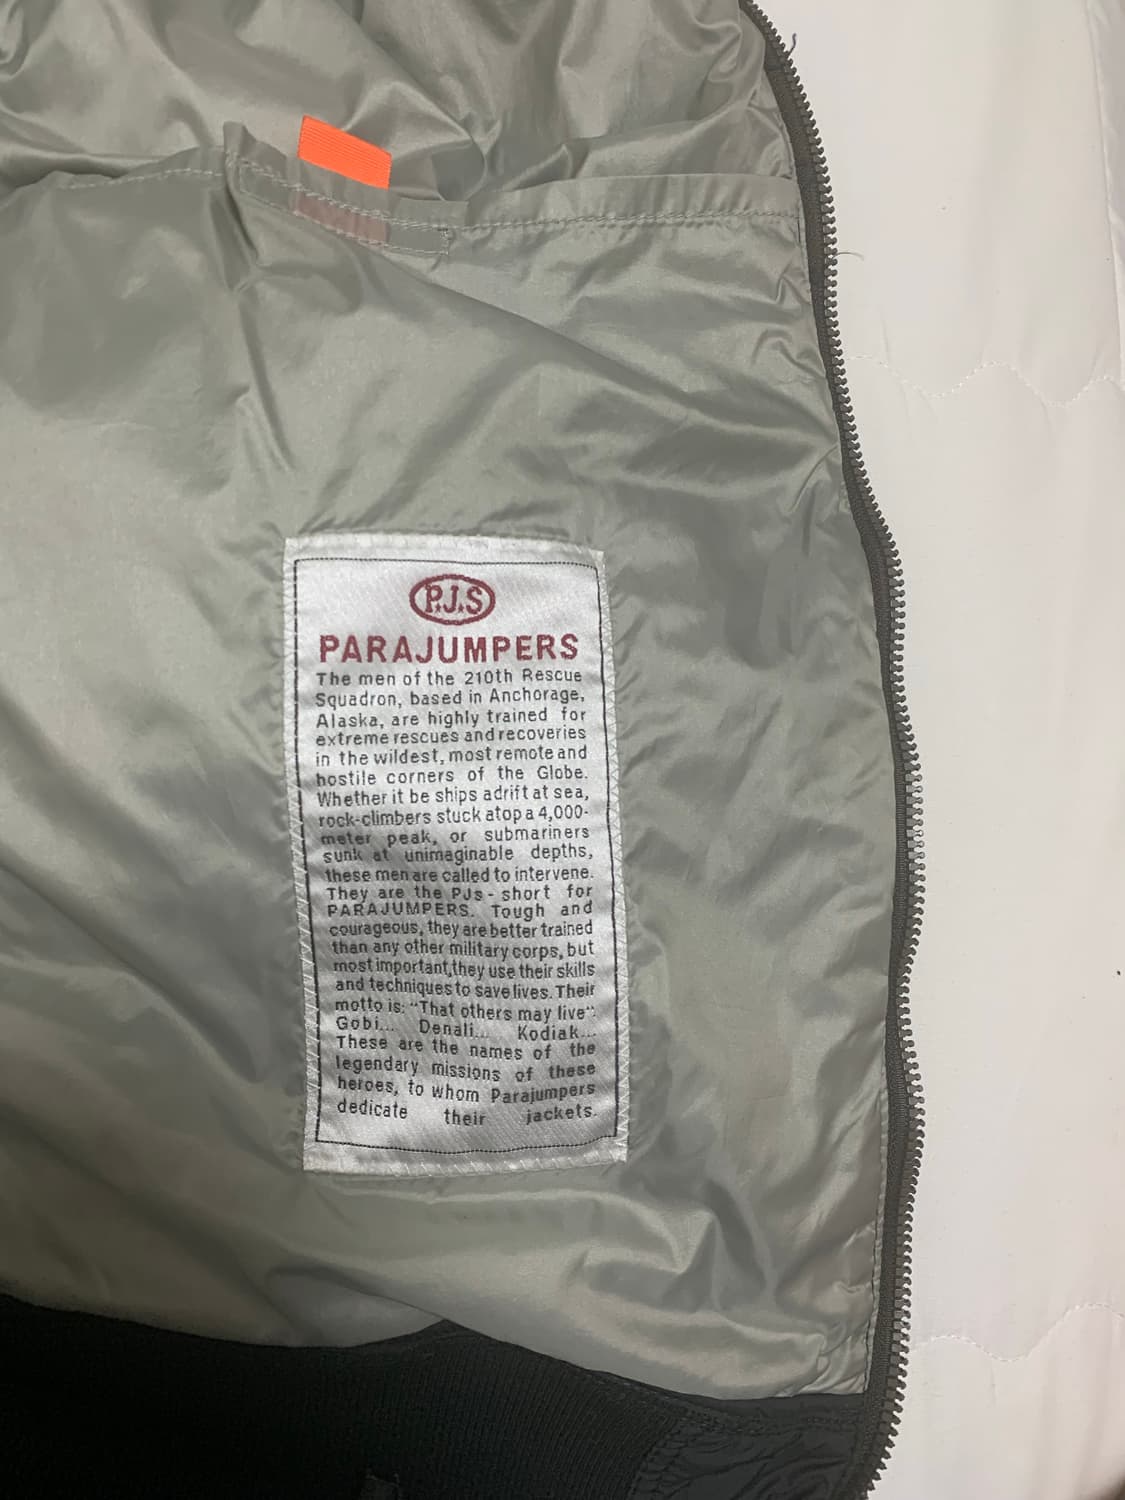 P.J.S
PARAJUMPERS
The men of the 210th Rescue
Squadron, based in Anchorage,
Alaska, are highly trained for
extreme rescues and recoveries
in the wildest, most remote and
hostile corners of the Globe.
Whether it be ships adrift at sea,
rock-climbers stuck atop a 4,000-
meter peak, or submariners
sunk at unimaginable depths,
these men are called to intervene.
They are the PJs - short for
PARAJUMPERS. Tough and
courageous, they are better trained
than any other military corps, but
most important,they use their skills
and techniques to save lives. Their
motto is: "That others may live".
Gobi... Denali... Kodiak...
These are the names of the
legendary missions of these
heroes, to whom Parajumpers
dedicate their jackets.